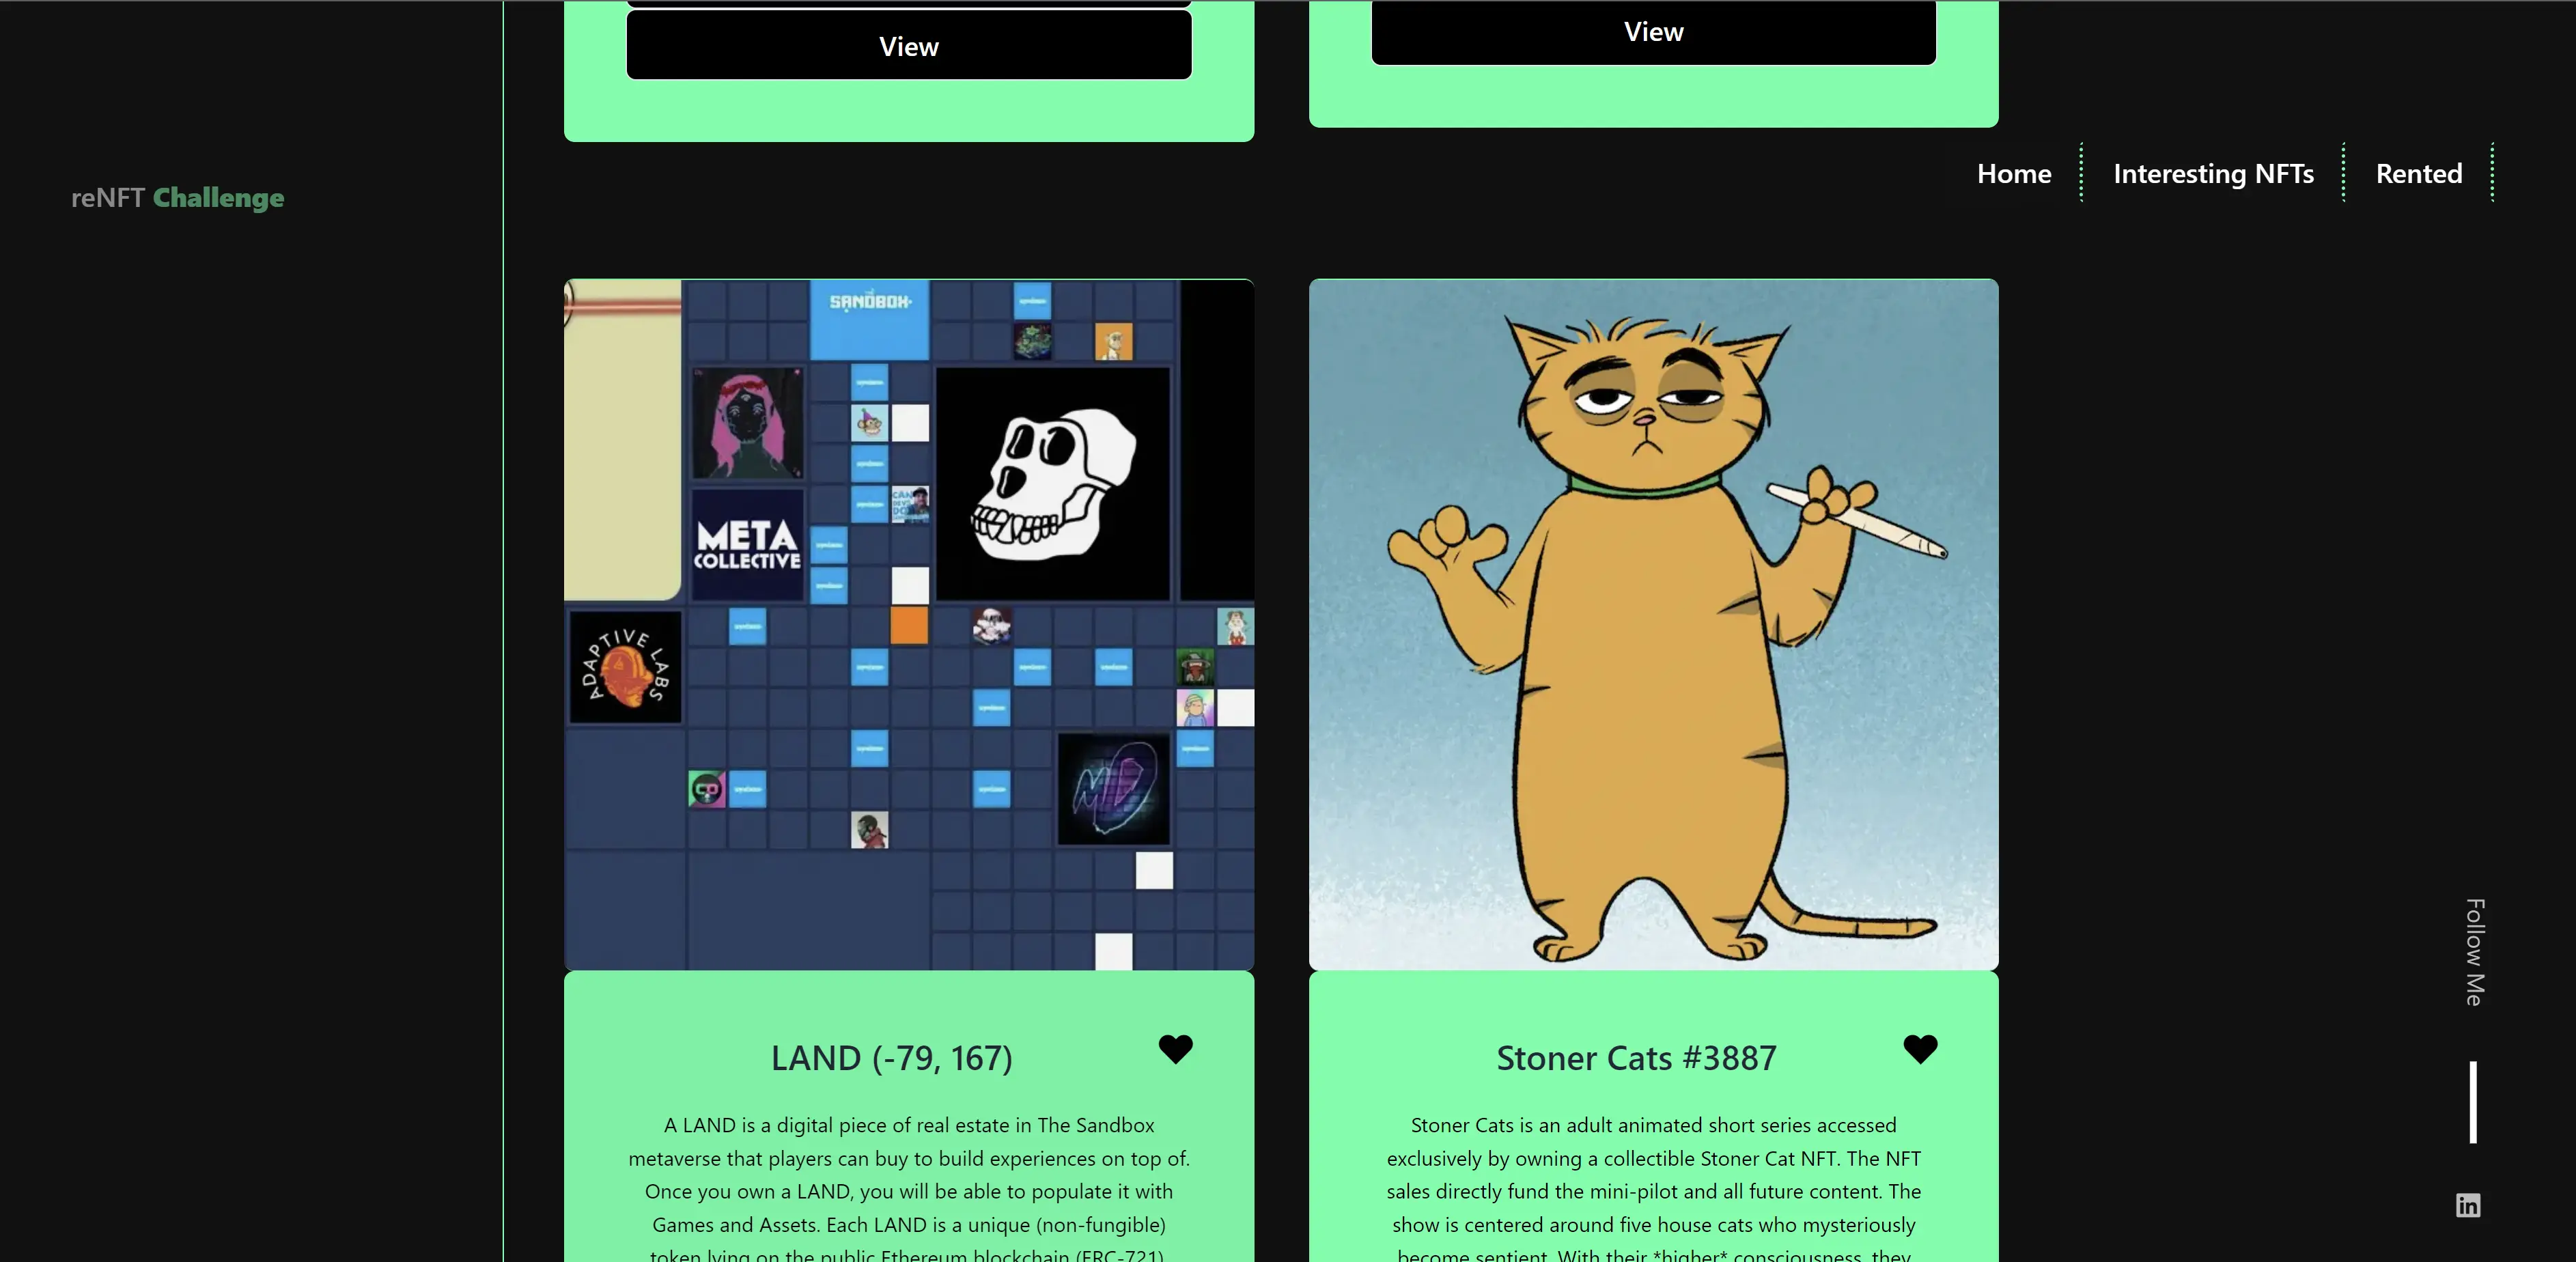 View
View
reNFT Challenge
Home
Interesting NFTs
Rented
SANDBOX
META
COLLECTIVE
ADAPTIVE LABS
LAND (-79, 167)
A LAND is a digital piece of real estate in The Sandbox
metaverse that players can buy to build experiences on top of.
Once you own a LAND, you will be able to populate it with
Games and Assets. Each LAND is a unique (non-fungible)
token lying on the public Ethereum blockchain (ERC-721).
Stoner Cats #3887
Stoner Cats is an adult animated short series accessed
exclusively by owning a collectible Stoner Cat NFT. The NFT
sales directly fund the mini-pilot and all future content. The
show is centered around five house cats who mysteriously
become sentient. With their *higher* consciousness, they
Follow Me
in